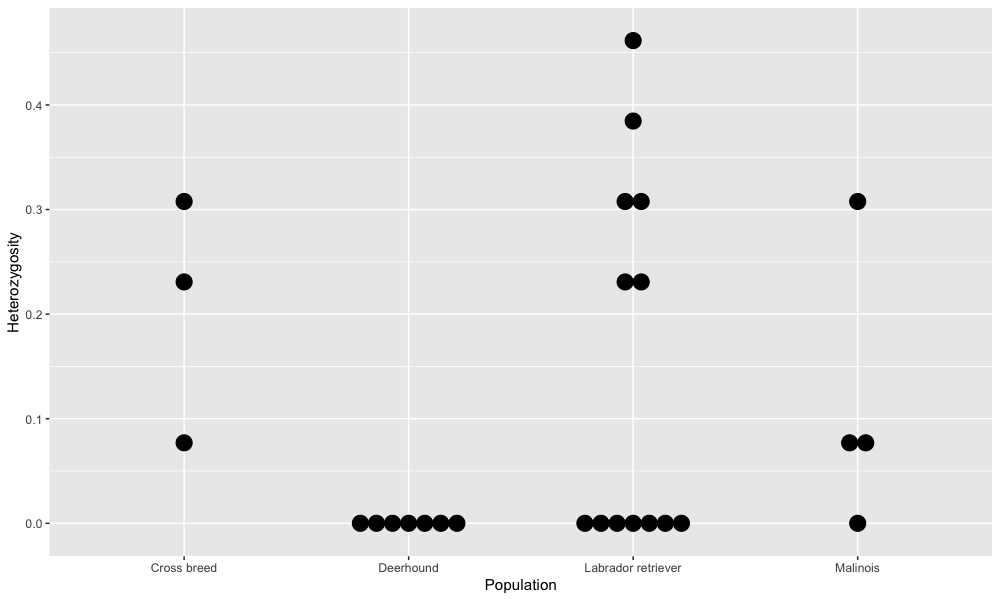 Heterozygosity
0.4
0.3
0.2
0.1
0.0
Cross breed Deerhound Labrador retriever Malinois
Population